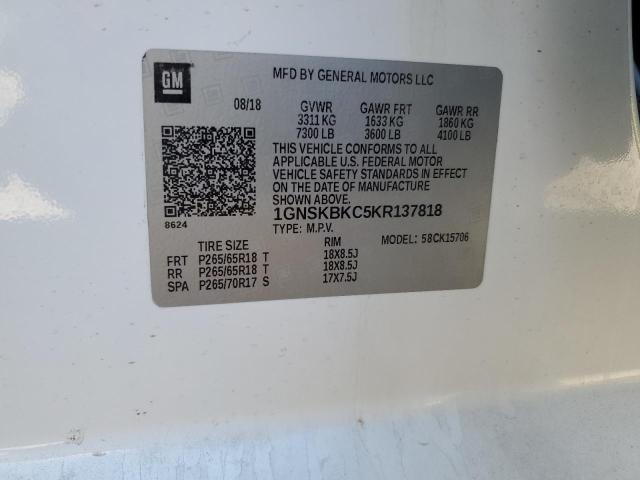 GM
MFD BY GENERAL MOTORS LLC
08/18 GVWR GAWR FRT GAWR RR
3311 KG 1633 KG 1860 KG
7300 LB 3600 LB 4100 LB
THIS VEHICLE CONFORMS TO ALL
APPLICABLE U.S. FEDERAL MOTOR
VEHICLE SAFETY STANDARDS IN EFFECT
ON THE DATE OF MANUFACTURE
SHOWN ABOVE.
1GNSKBKC5KR137818
8624
TYPE: M.P.V. MODEL: 58CK15706
TIRE SIZE RIM
FRT P265/65R18 T 18X8.5J
RR P265/65R18 T 18X8.5J
SPA P265/70R17 S 17X7.5J